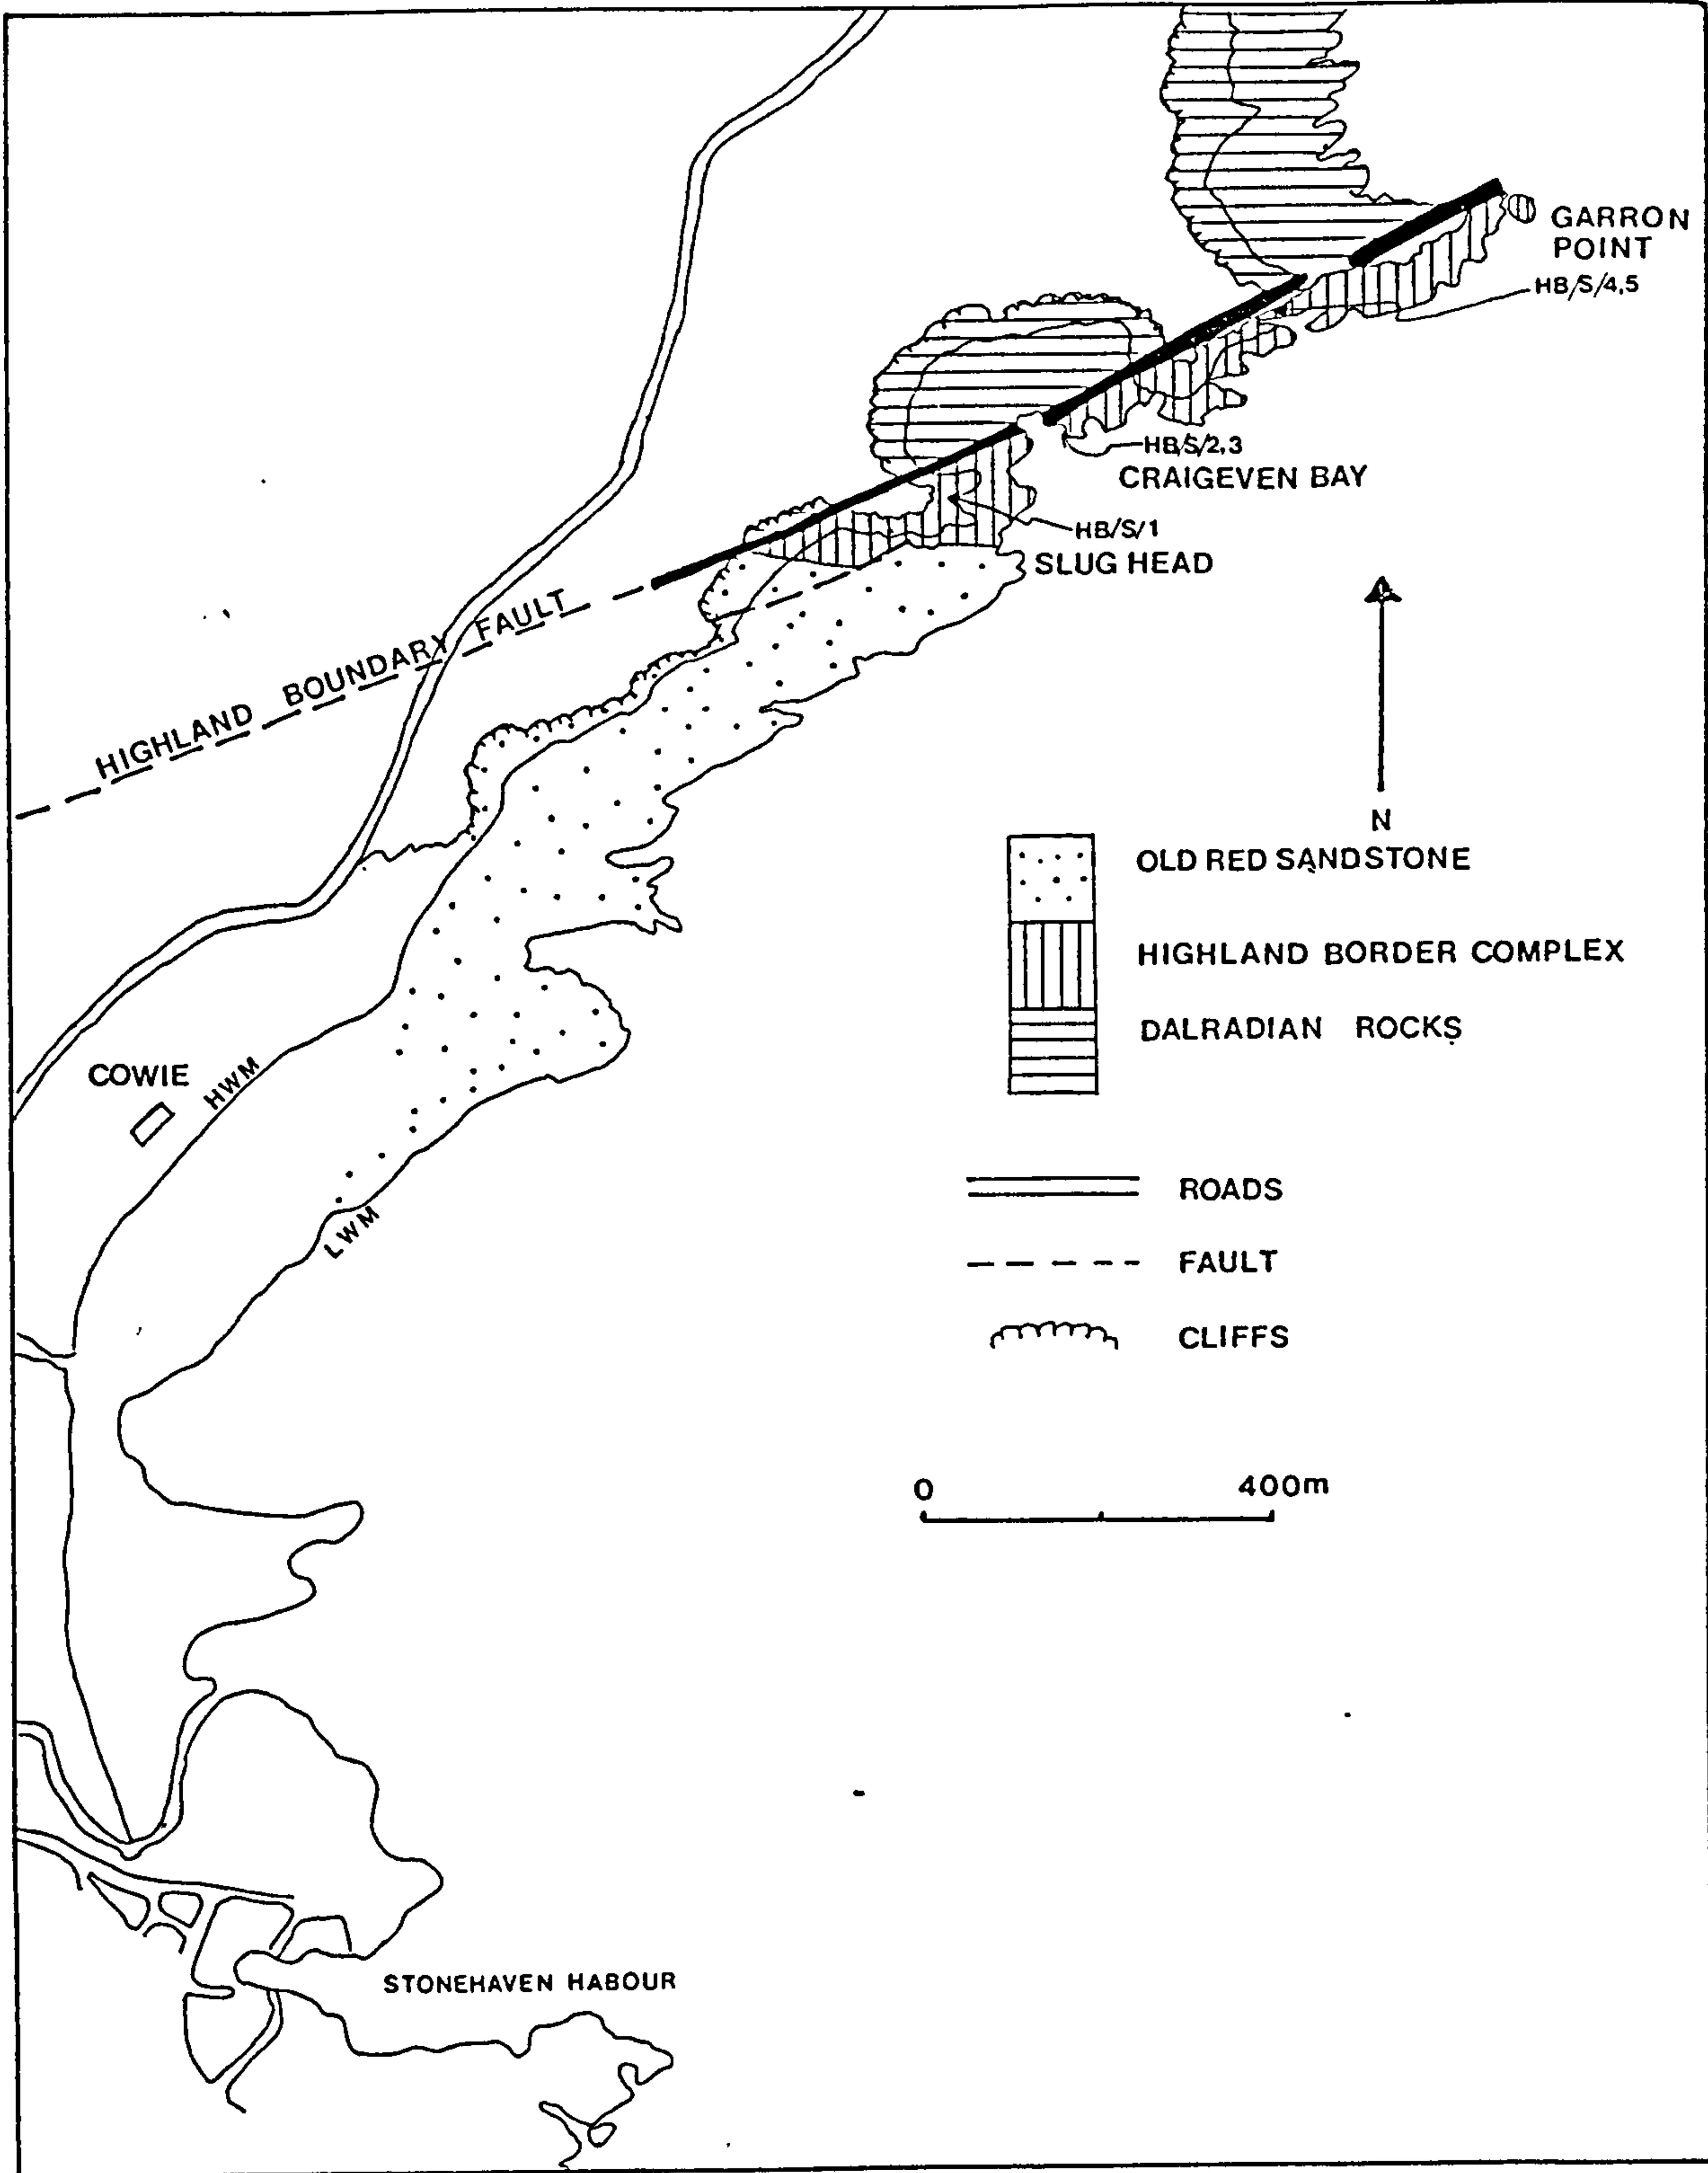 GARRON
POINT
HB/S/4,5
HB/S/2,3
CRAIGEVEN BAY
HB/S/1
SLUG HEAD
HIGHLAND BOUNDARY FAULT
N
OLD RED SANDSTONE
HIGHLAND BORDER COMPLEX
DALRADIAN ROCKS
COWIE
HWM
LWM
ROADS
FAULT
CLIFFS
0 400m
STONEHAVEN HABOUR